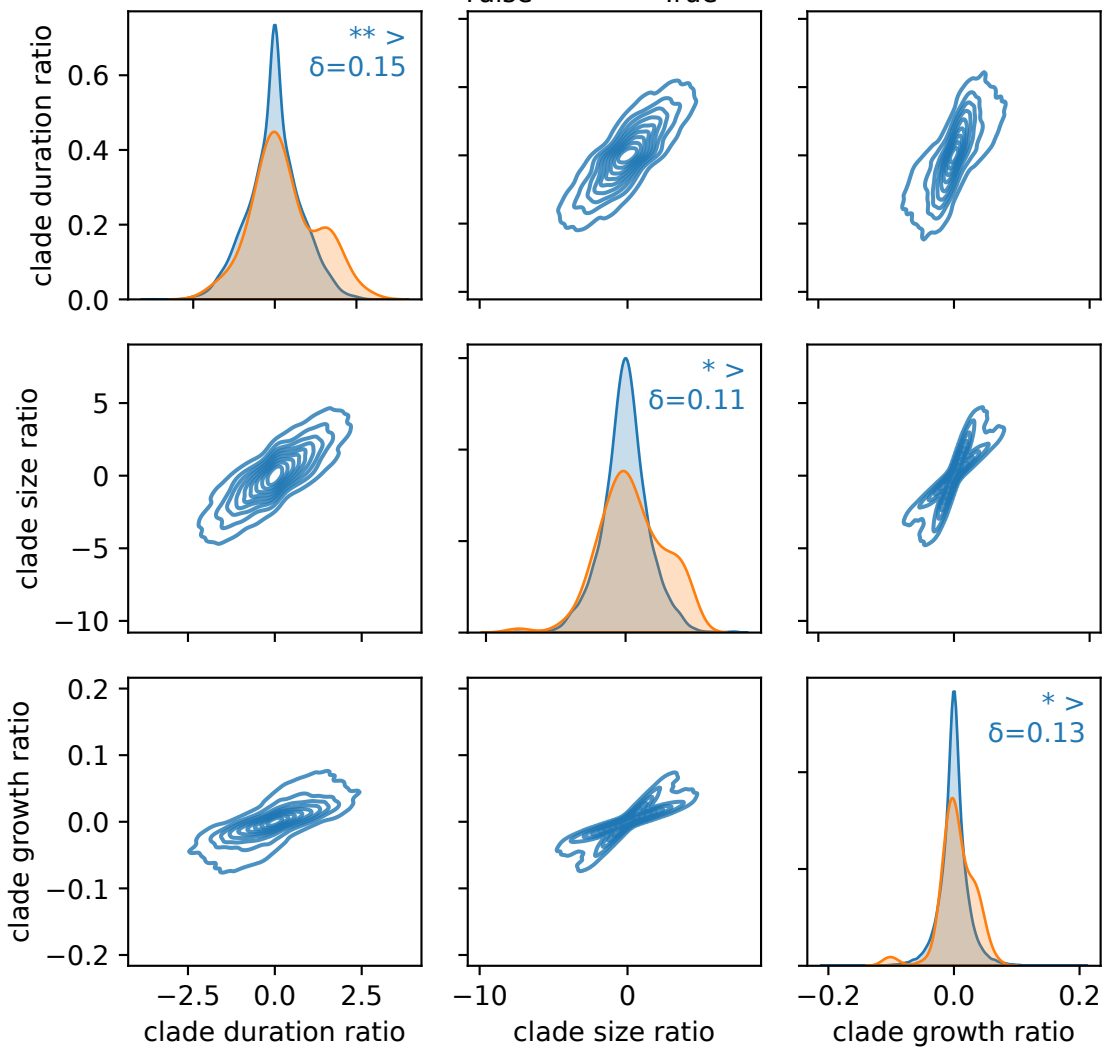 True
clade duration ratio
0.6
0.4
0.2
0.0
** >
δ=0.15
clade size ratio
5
0
−5
−10
* >
δ=0.11
clade growth ratio
0.2
0.1
0.0
−0.1
−0.2
* >
δ=0.13
−2.5 0.0 2.5
−10 0
−0.2 0.0 0.2
clade duration ratio
clade size ratio
clade growth ratio